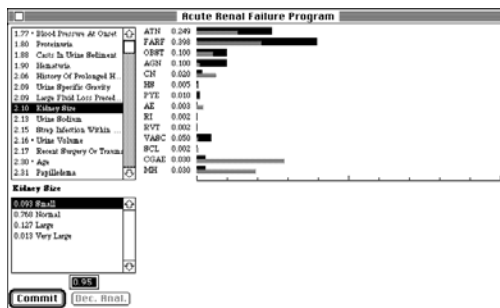 Acute Renal Failure Program
1.77 • Blood Pressure At Onset
1.80 Proteinuria
1.88 Casts In Urine Sediment
1.90 Hematuria
2.06 History Of Prolonged H...
2.09 Urine Specific Gravity
2.09 Large Fluid Loss Preced...
2.10 Kidney Size
2.13 Urine Sodium
2.15 Strep Infection Within ...
2.16 • Urine Volume
2.17 Recent Surgery Or Trauma
2.30 • Age
2.31 Papilledema
ATN 0.249
FARF 0.398
OBST 0.100
AGN 0.100
CN 0.020
HS 0.005
PYE 0.010
AE 0.003
RI 0.002
RVT 0.002
VASC 0.050
SCL 0.002
CGAE 0.030
MH 0.030
Kidney Size
0.093 Small
0.768 Normal
0.127 Large
0.013 Very Large
0.95
Commit
Dec. Anal.